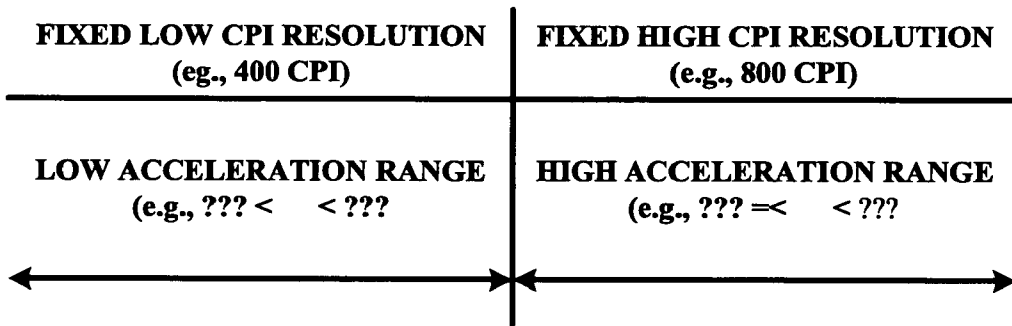 FIXED LOW CPI RESOLUTION
(eg., 400 CPI)
FIXED HIGH CPI RESOLUTION
(e.g., 800 CPI)
LOW ACCELERATION RANGE
(e.g., ??? <   < ???
HIGH ACCELERATION RANGE
(e.g., ??? =<   < ???